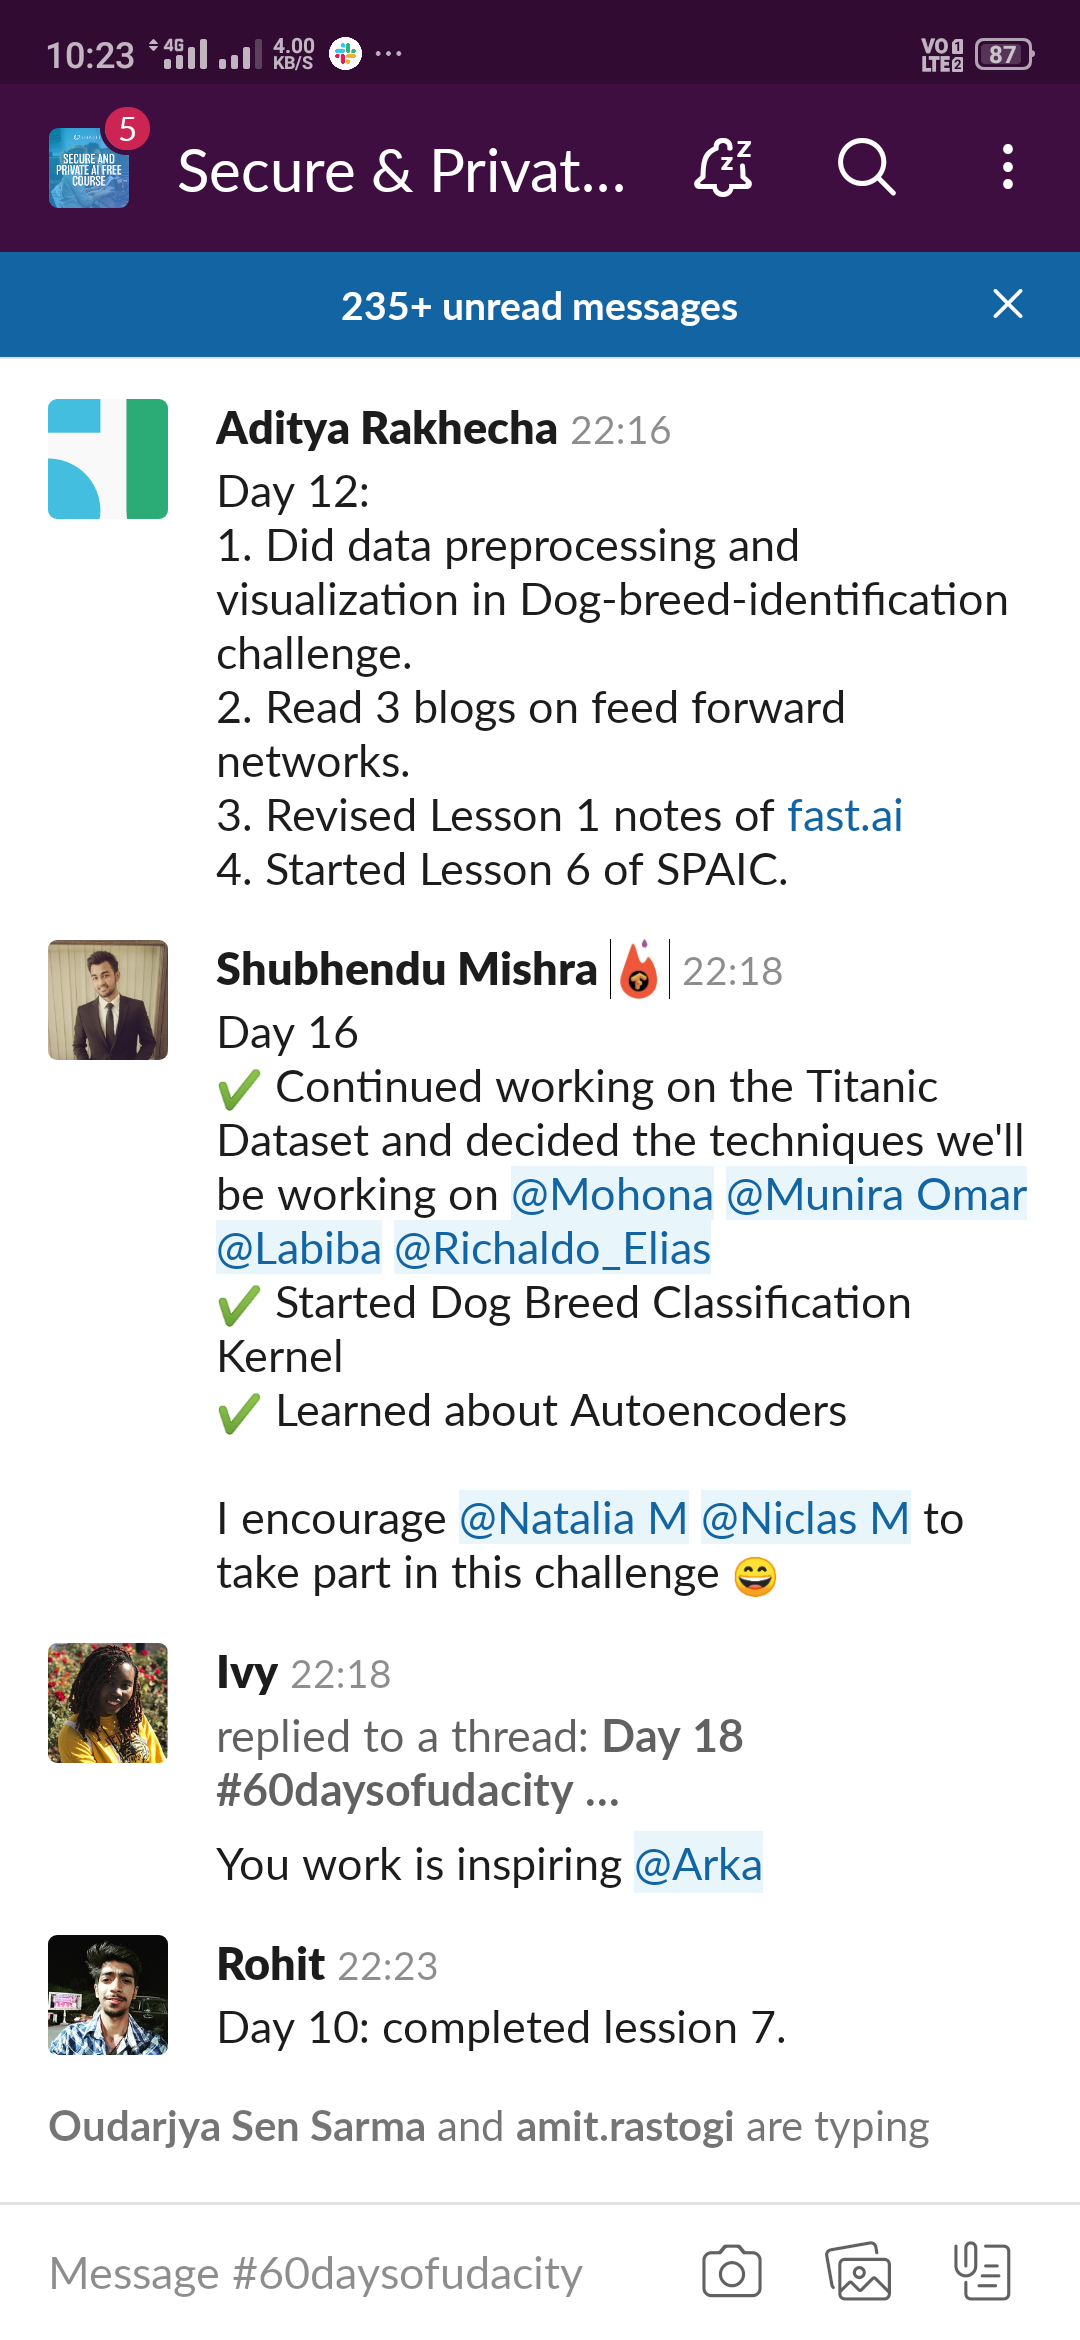 10:23 4G 4.00 KB/S ... VO 1 LTE 2 87
5
SECURE AND
PRIVATE AI FREE
COURSE
Secure & Privat...
235+ unread messages
Aditya Rakhecha 22:16
Day 12:
1. Did data preprocessing and
visualization in Dog-breed-identification
challenge.
2. Read 3 blogs on feed forward
networks.
3. Revised Lesson 1 notes of fast.ai
4. Started Lesson 6 of SPAIC.
Shubhendu Mishra 22:18
Day 16
✔ Continued working on the Titanic
Dataset and decided the techniques we'll
be working on @Mohona @Munira Omar
@Labiba @Richaldo_Elias
✔ Started Dog Breed Classification
Kernel
✔ Learned about Autoencoders
I encourage @Natalia M @Niclas M to
take part in this challenge 😄
Ivy 22:18
replied to a thread: Day 18
#60daysofudacity ...
You work is inspiring @Arka
Rohit 22:23
Day 10: completed lession 7.
Oudarjya Sen Sarma and amit.rastogi are typing
Message #60daysofudacity